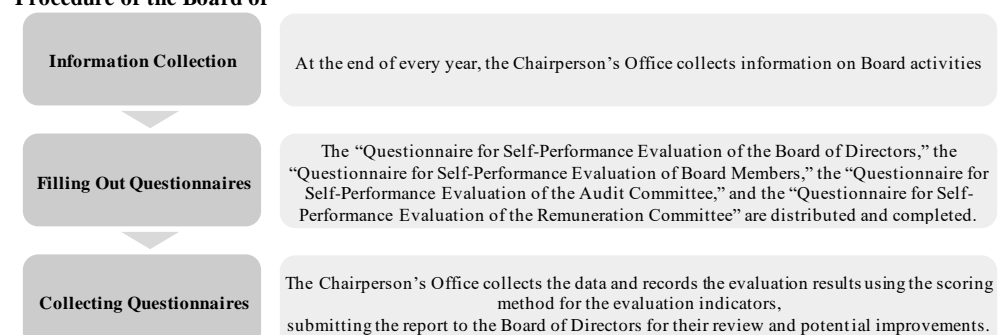 Procedure of the Board of
Information Collection
At the end of every year, the Chairperson’s Office collects information on Board activities
Filling Out Questionnaires
The “Questionnaire for Self-Performance Evaluation of the Board of Directors,” the
“Questionnaire for Self-Performance Evaluation of Board Members,” the “Questionnaire for
Self-Performance Evaluation of the Audit Committee,” and the “Questionnaire for Self-
Performance Evaluation of the Remuneration Committee” are distributed and completed.
Collecting Questionnaires
The Chairperson’s Office collects the data and records the evaluation results using the scoring
method for the evaluation indicators,
submitting the report to the Board of Directors for their review and potential improvements.